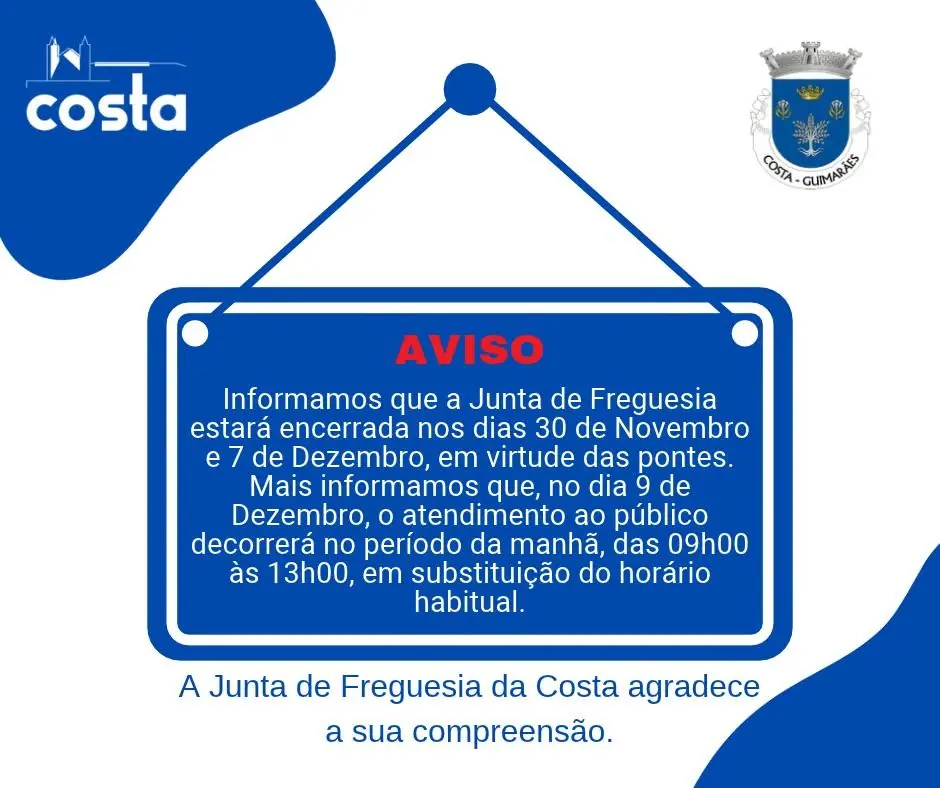 costa
COSTA - GUIMARÃES
AVISO
Informamos que a Junta de Freguesia
estará encerrada nos dias 30 de Novembro
e 7 de Dezembro, em virtude das pontes.
Mais informamos que, no dia 9 de
Dezembro, o atendimento ao público
decorrerá no período da manhã, das 09h00
às 13h00, em substituição do horário
habitual.
A Junta de Freguesia da Costa agradece
a sua compreensão.